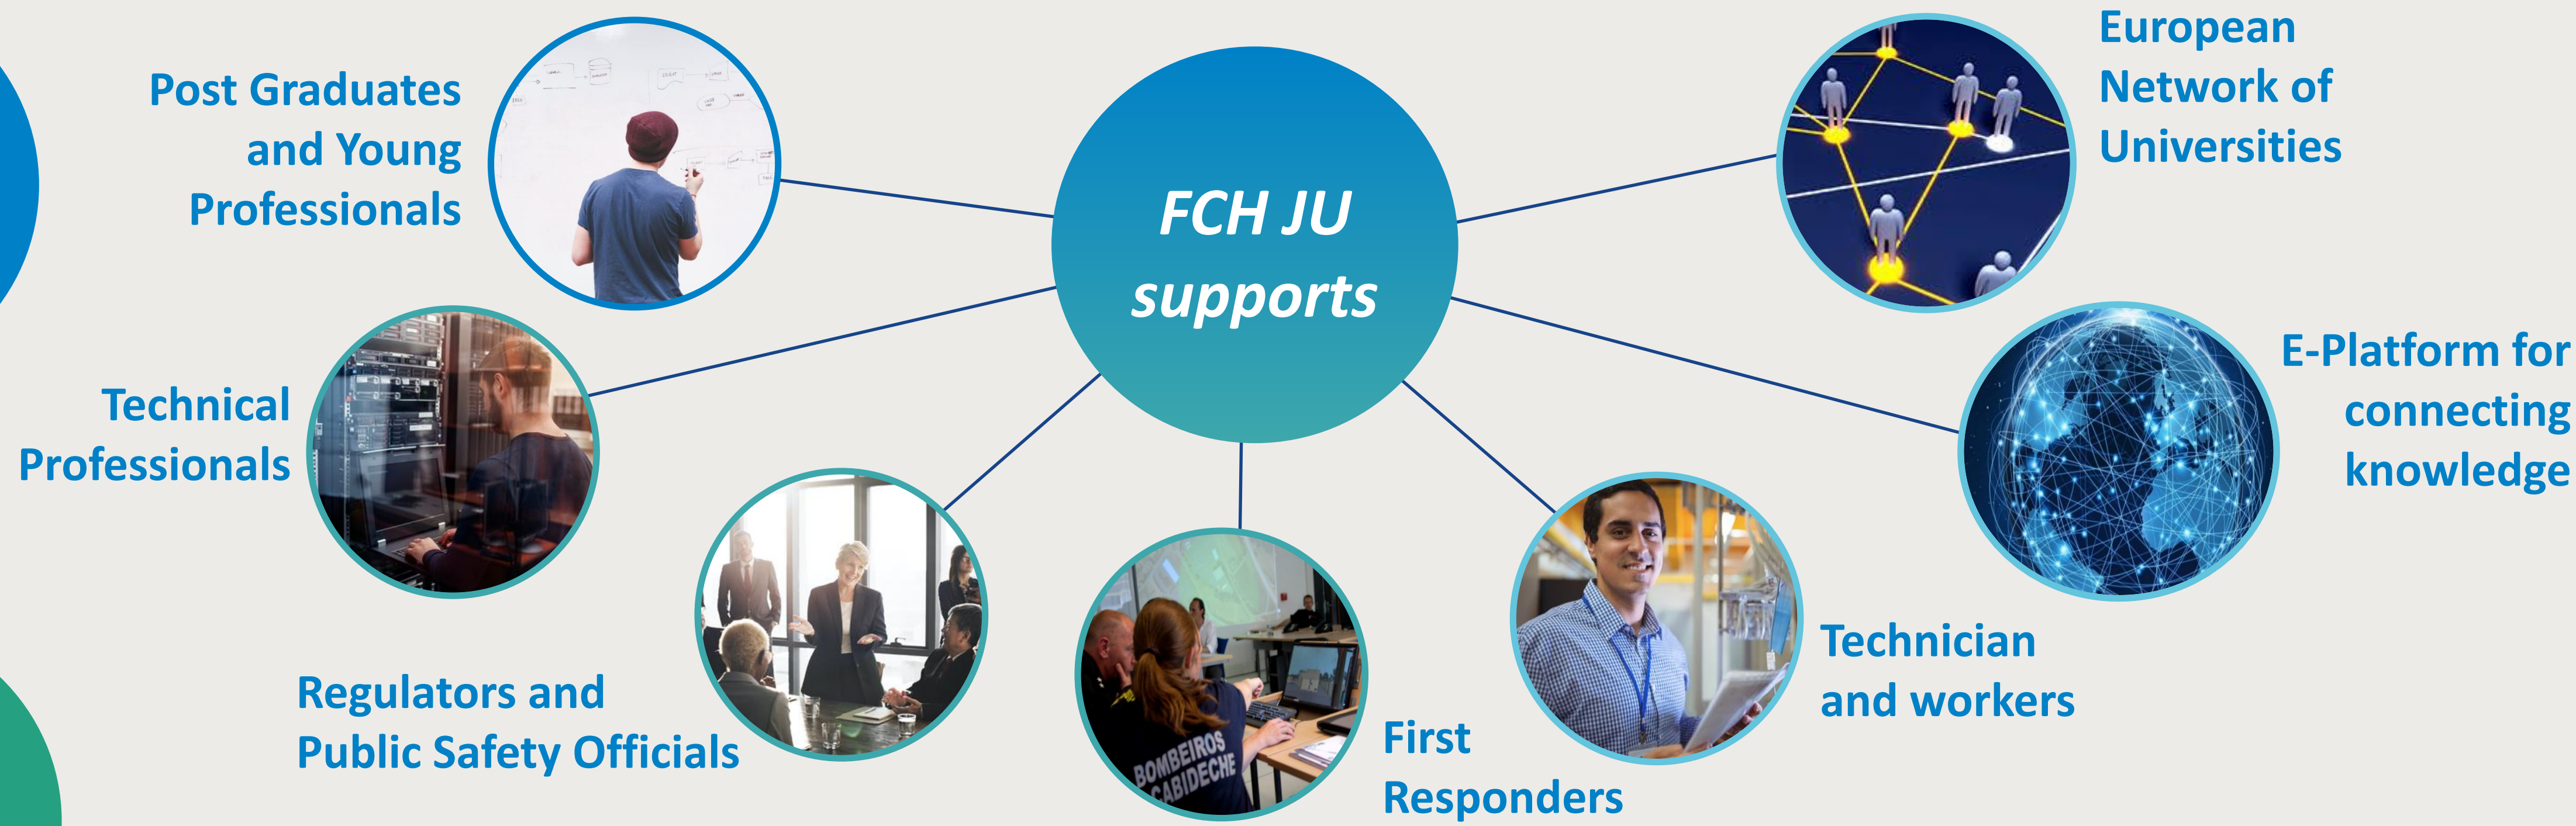 Post Graduates
and Young
Professionals
FCH JU
supports
European
Network of
Universities
Technical
Professionals
E-Platform for
connecting
knowledge
Regulators and
Public Safety Officials
First
Responders
Technician
and workers
BOMBEIROS
CABIDECHE